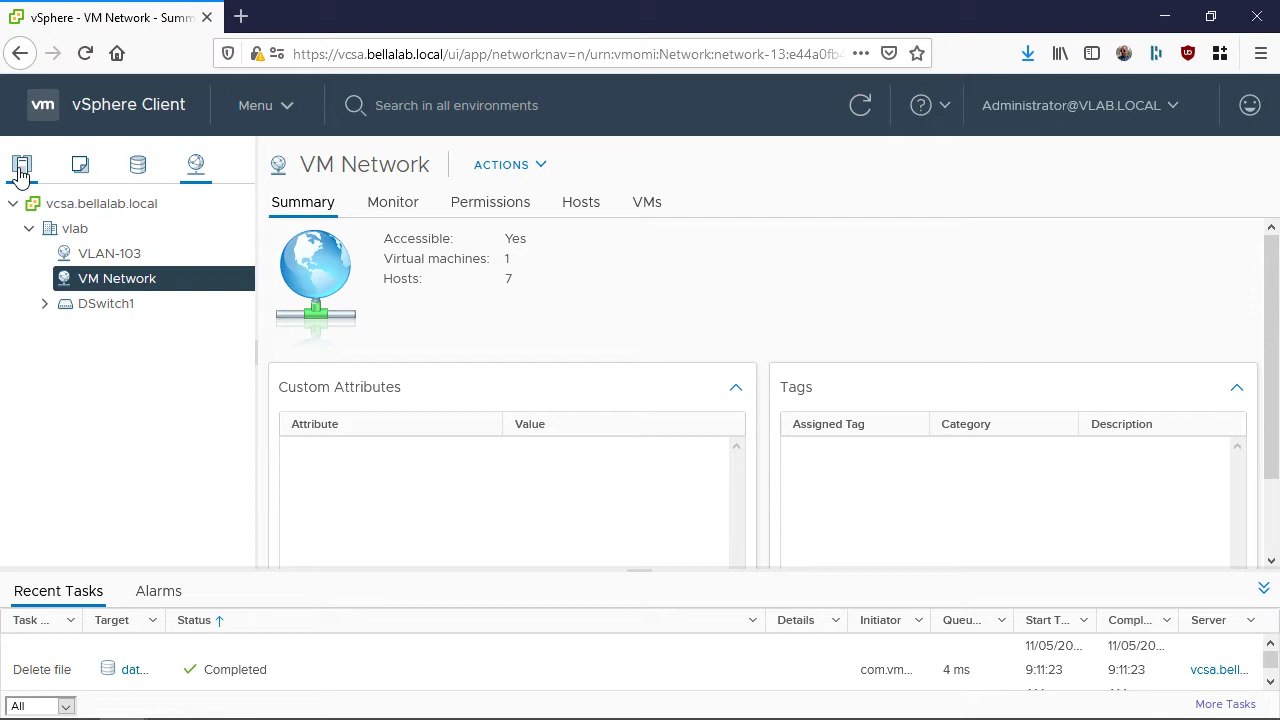 vSphere - VM Network - Summ
https://vcsa.bellalab.local/ui/app/network;nav=n/urn:vmomi:Network:network-13:e44a0fb4
vm vSphere Client Menu Search in all environments Administrator@VLAB.LOCAL
VM Network ACTIONS
Summary Monitor Permissions Hosts VMs
vcsa.bellalab.local
vlab
VLAN-103
VM Network
DSwitch1
Accessible: Yes
Virtual machines: 1
Hosts: 7
Custom Attributes
Attribute Value
Tags
Assigned Tag Category Description
Recent Tasks Alarms
Task ... Target Status Details Initiator Queu... Start T... Compl... Server
11/05/20... 11/05/20...
Delete file dat... Completed com.vm... 4 ms 9:11:23 9:11:23 vcsa.bell...
All More Tasks